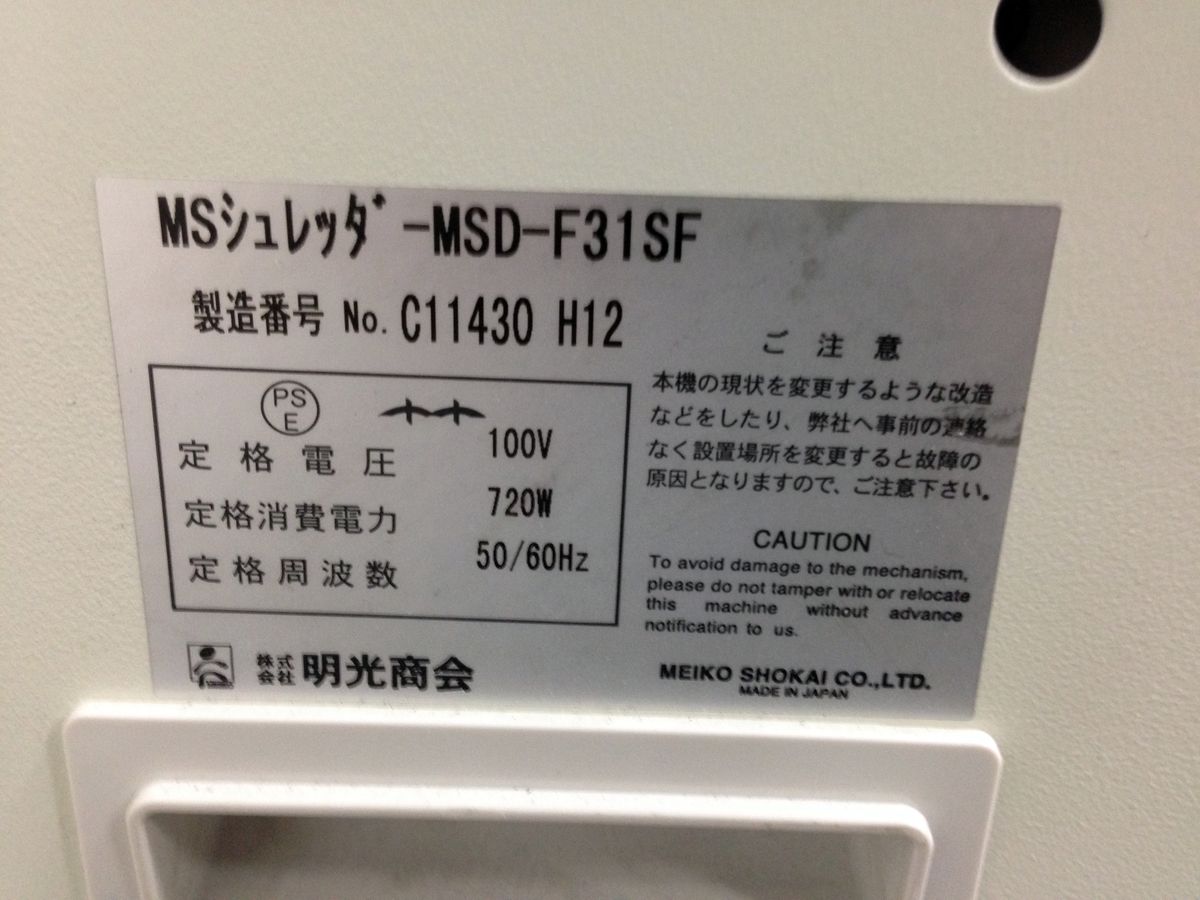 MSシュレッダｰ-MSD-F31SF
製造番号 No. C11430 H12
PS
E
定格電圧 100V
定格消費電力 720W
定格周波数 50/60Hz
ご注意
本機の現状を変更するような改造
などをしたり、弊社へ事前の連絡
なく設置場所を変更すると故障の
原因となりますので、ご注意下さい。
CAUTION
To avoid damage to the mechanism,
please do not tamper with or relocate
this machine without advance
notification to us.
株式会社 明光商会
MEIKO SHOKAI CO.,LTD.
MADE IN JAPAN